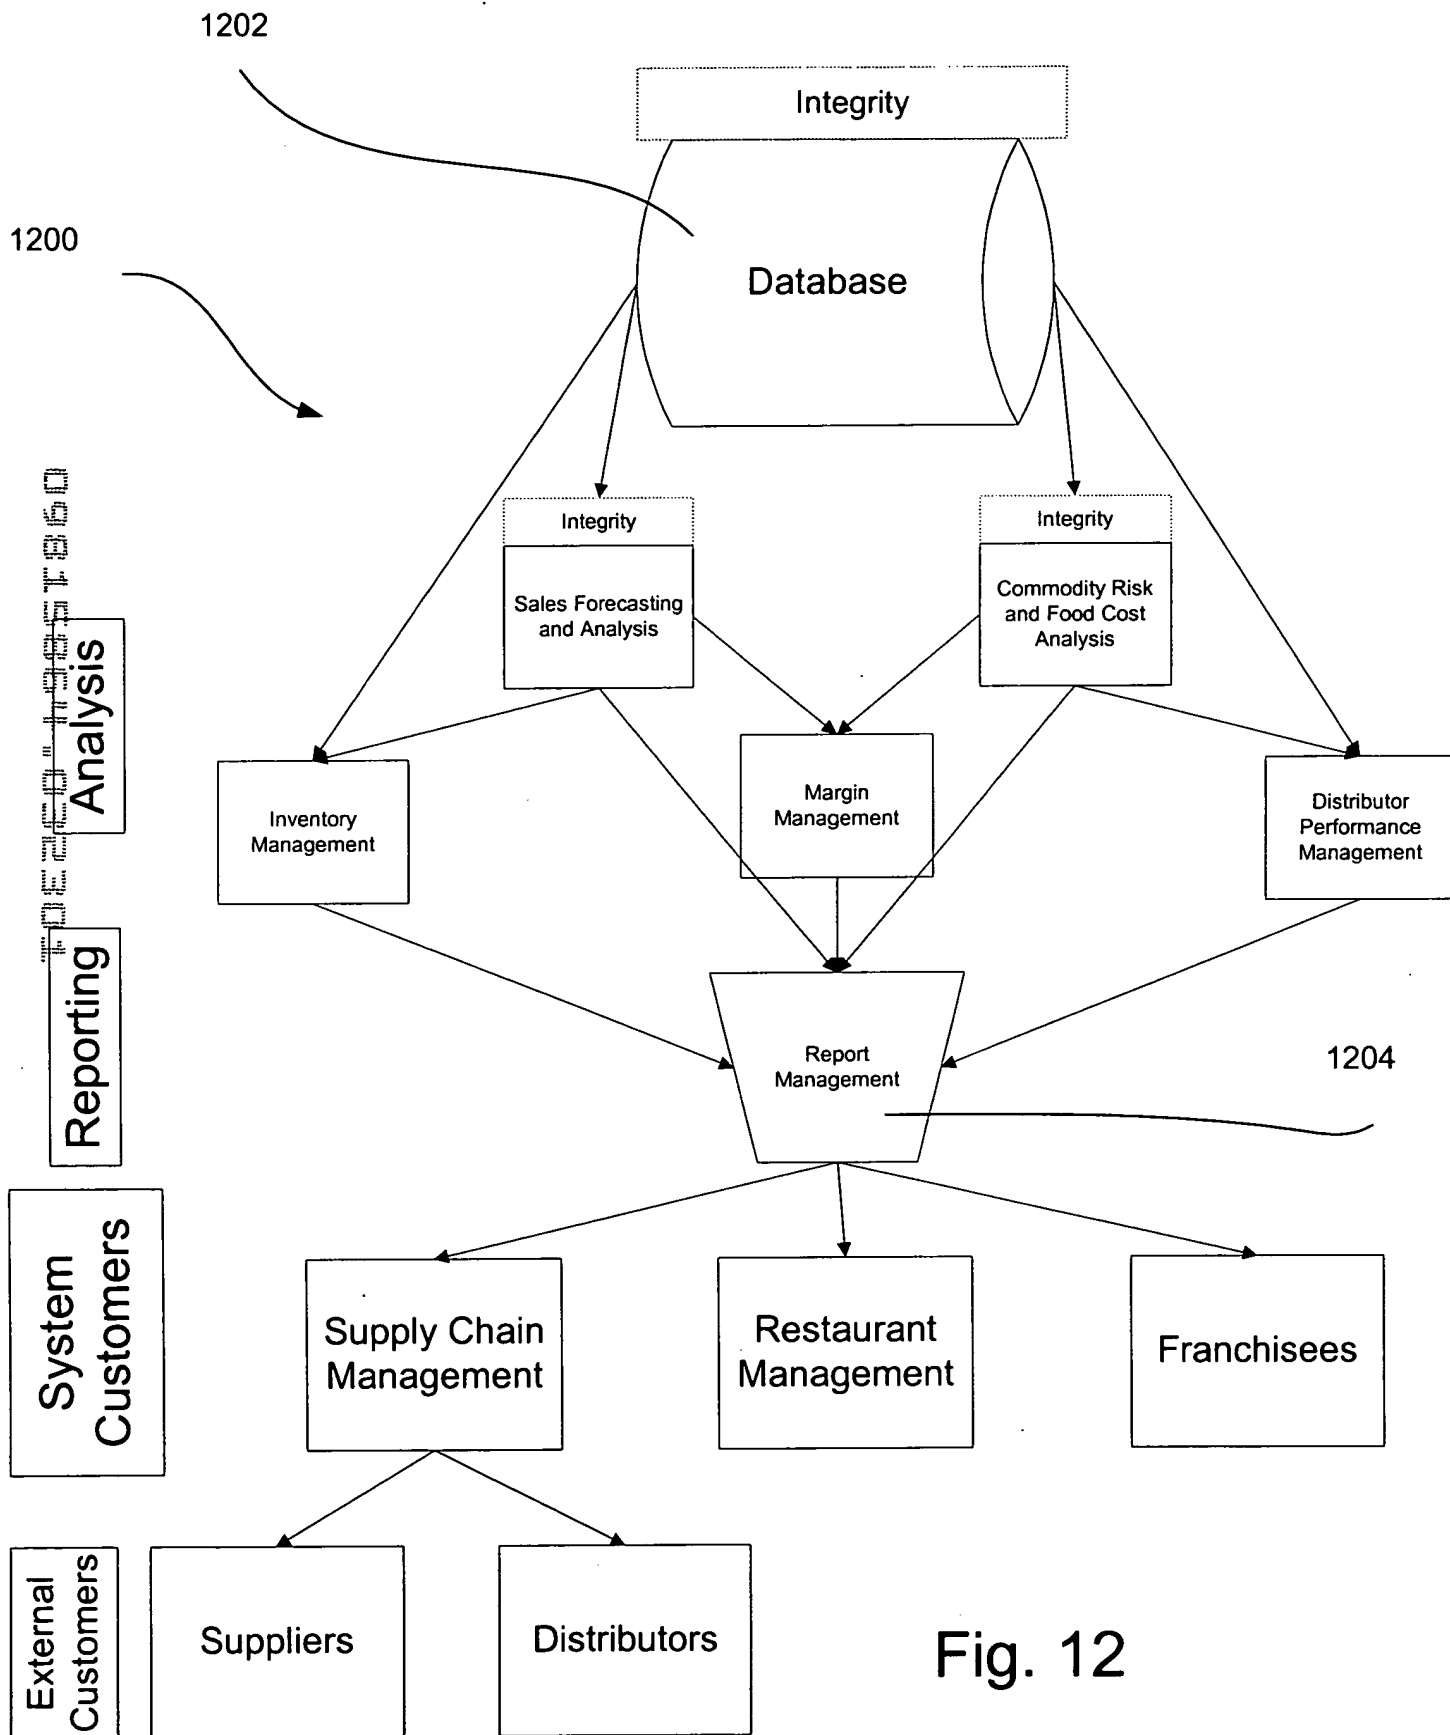 1202
Integrity
1200
Database
Integrity
Integrity
Sales Forecasting
and Analysis
Commodity Risk
and Food Cost
Analysis
Analysis
Inventory
Management
Margin
Management
Distributor
Performance
Management
Reporting
Report
Management
1204
System
Customers
Supply Chain
Management
Restaurant
Management
Franchisees
External
Customers
Suppliers
Distributors
Fig. 12